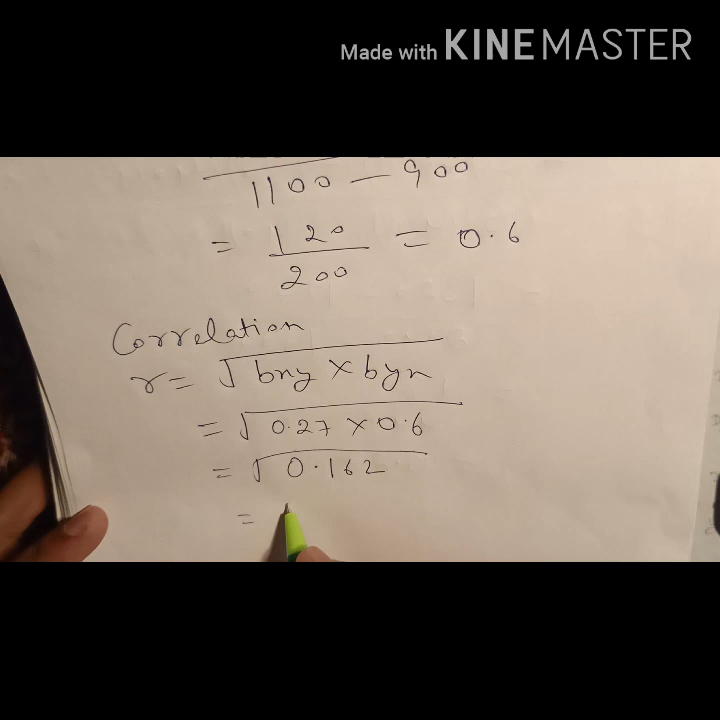 Made with KINEMASTER
1100 — 900
= 120 / 200 = 0.6
Correlation
r = √bxy × byx
= √0.27 × 0.6
= √0.162
=